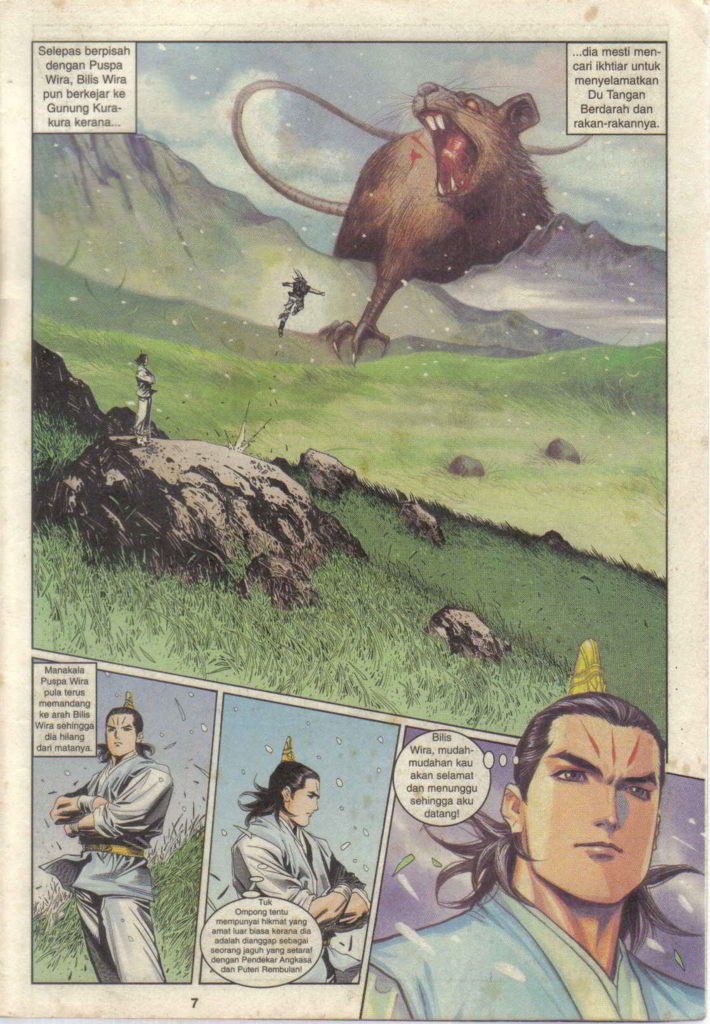 Selepas berpisah
dengan Puspa
Wira, Bilis Wira
pun berkejar ke
Gunung Kura-
kura kerana...
...dia mesti men-
cari ikhtiar untuk
menyelamatkan
Du Tangan
Berdarah dan
rakan-rakannya.
Manakala
Puspa Wira
pula terus
memandang
ke arah Bilis
Wira sehingga
dia hilang
dari matanya.
Tuk
Ompong tentu
mempunyai hikmat yang
amat luar biasa kerana dia
adalah dianggap sebagai
seorang jaguh yang setaraf
dengan Pendekar Angkasa
dan Puteri Rembulan!
Bilis
Wira, mudah-
mudahan kau
akan selamat
dan menunggu
sehingga aku
datang!
7